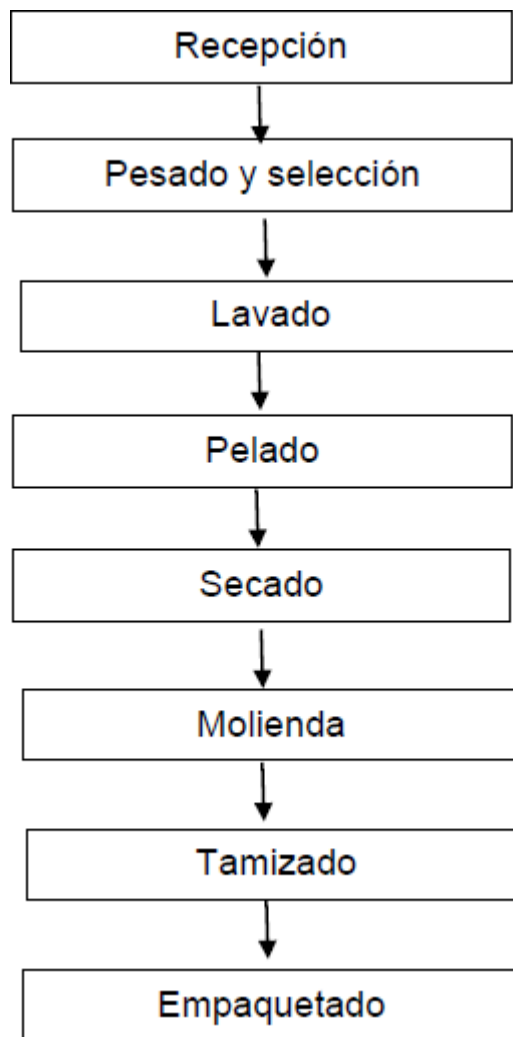 Recepción
Pesado y selección
Lavado
Pelado
Secado
Molienda
Tamizado
Empaquetado